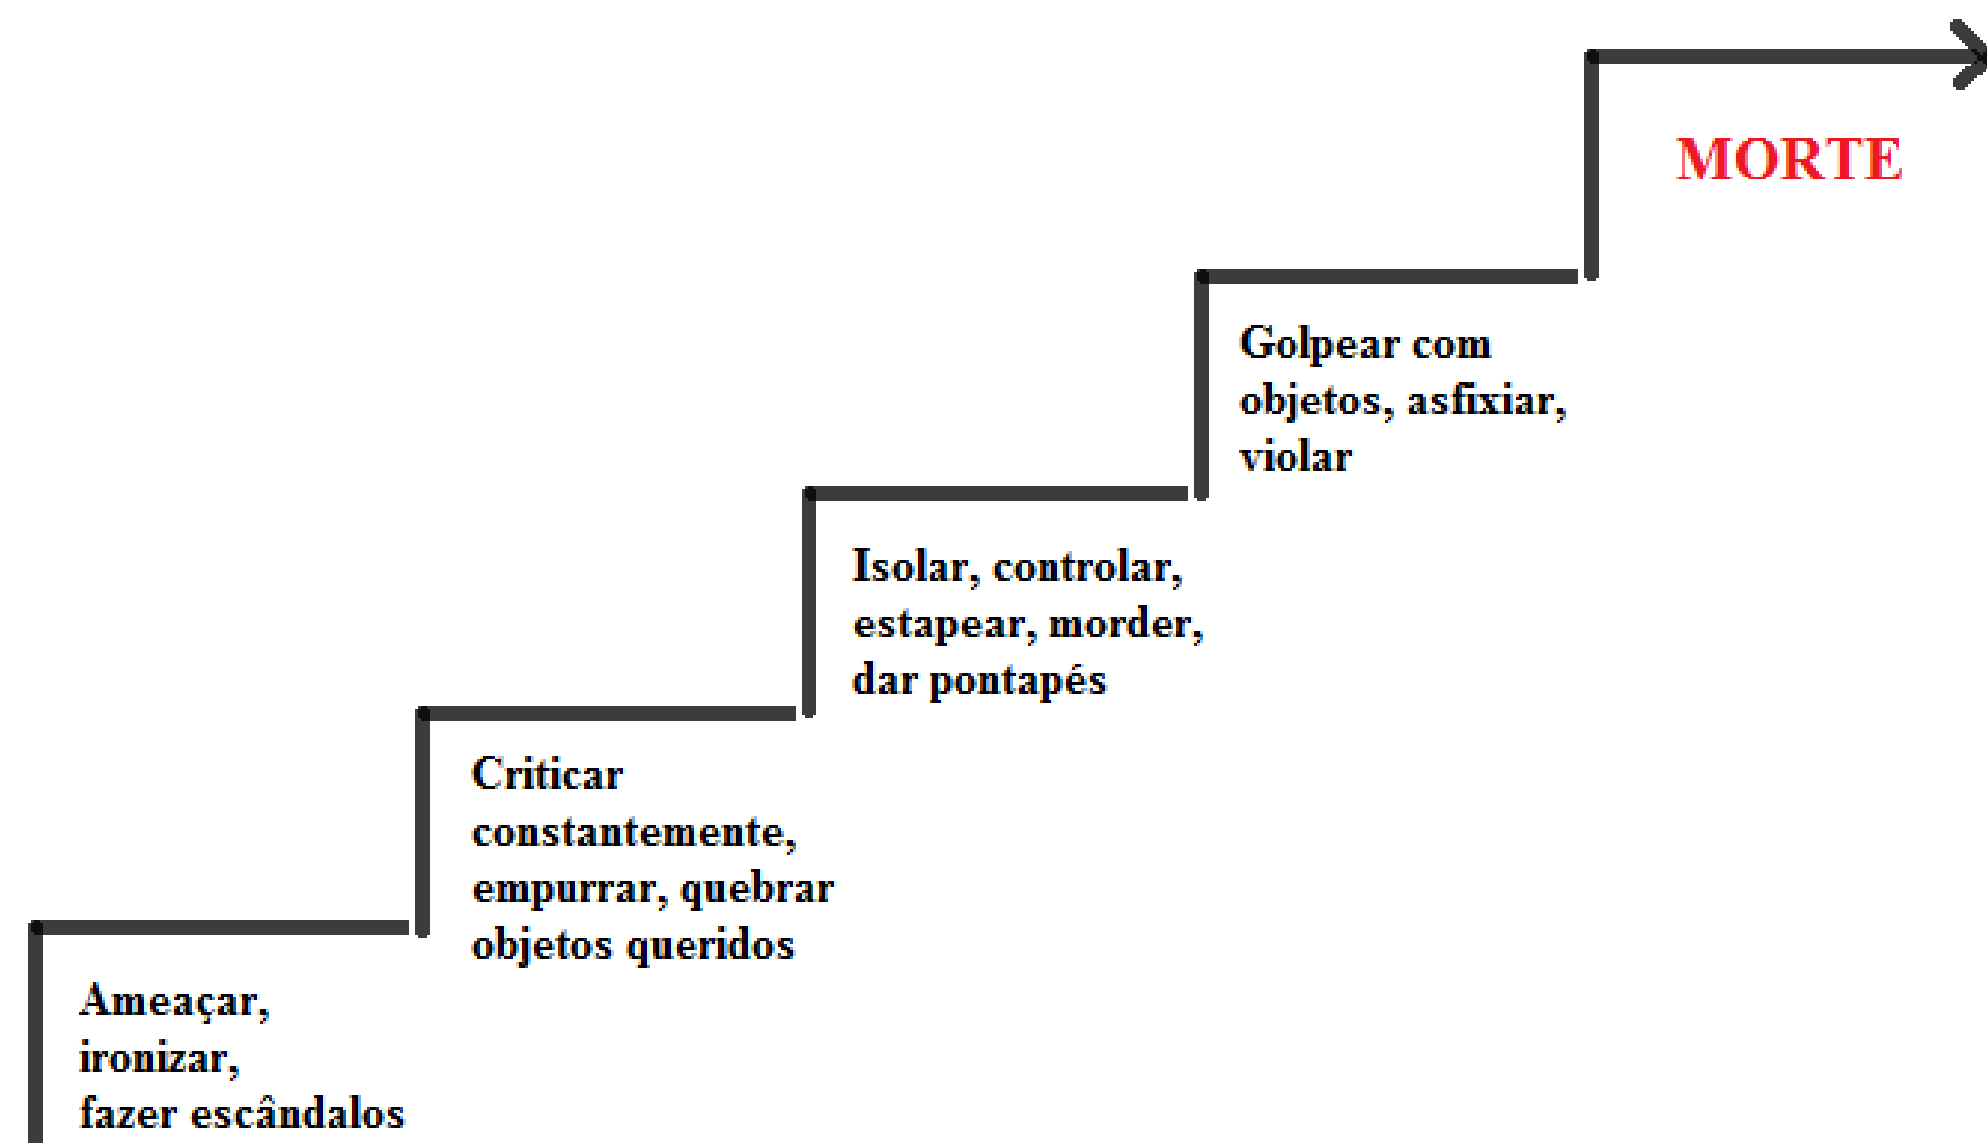 MORTE
Golpear com
objetos, asfixiar,
violar
Isolar, controlar,
estapear, morder,
dar pontapés
Criticar
constantemente,
empurrar, quebrar
objetos queridos
Ameaçar,
ironizar,
fazer escândalos